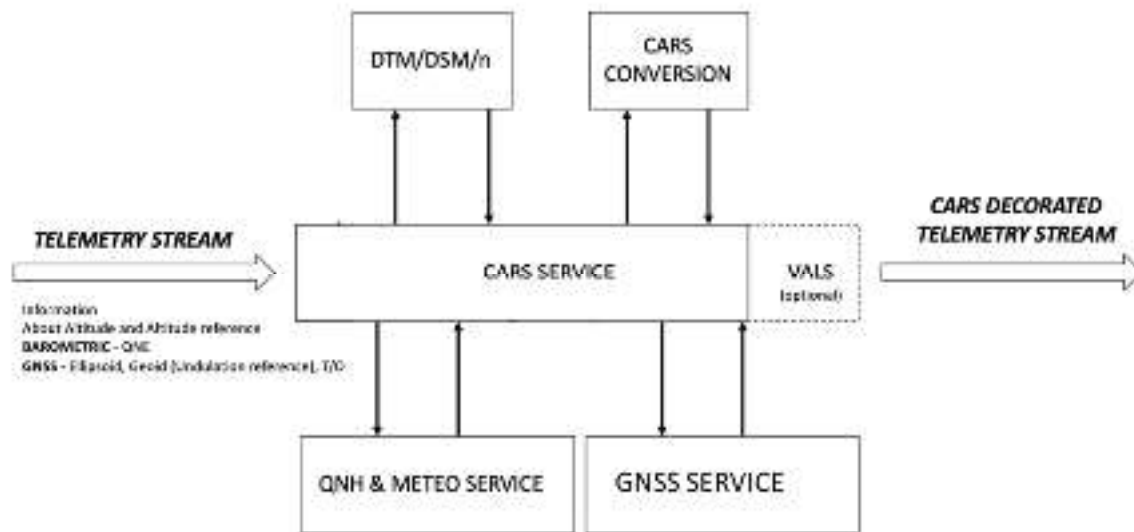 DTM/DSM/n
CARS
CONVERSION
TELEMETRY STREAM
CARS SERVICE
VALS
(optional)
CARS DECORATED
TELEMETRY STREAM
Information
About Altitude and Altitude reference
BAROMETRIC - QNE
GNSS - Ellipsoid, Geoid (Undulation reference), T/O
QNH & METEO SERVICE
GNSS SERVICE